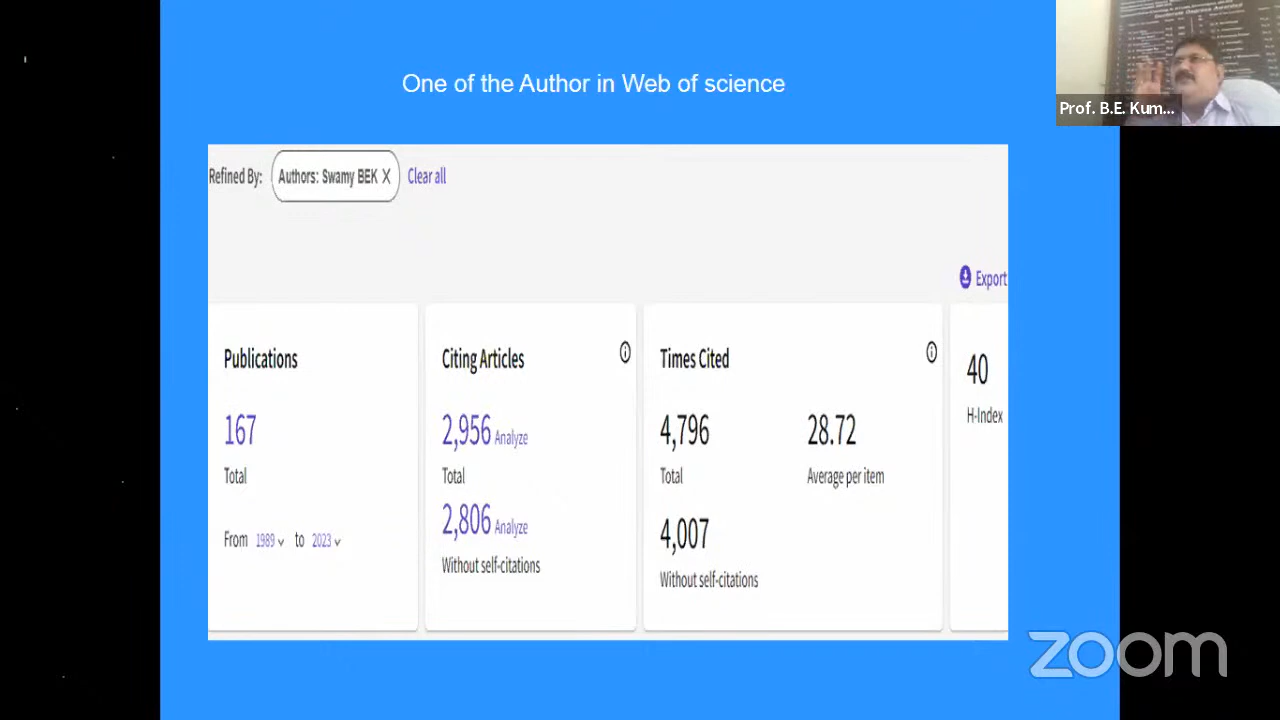 One of the Author in Web of science
Prof. B.E. Kum...
Refined By: Authors: Swamy BEK X Clear all
Export
Publications
167
Total
From 1989 to 2023
Citing Articles
2,956 Analyze
Total
2,806 Analyze
Without self-citations
Times Cited
4,796
Total
28.72
Average per item
4,007
Without self-citations
40
H-Index
zoom